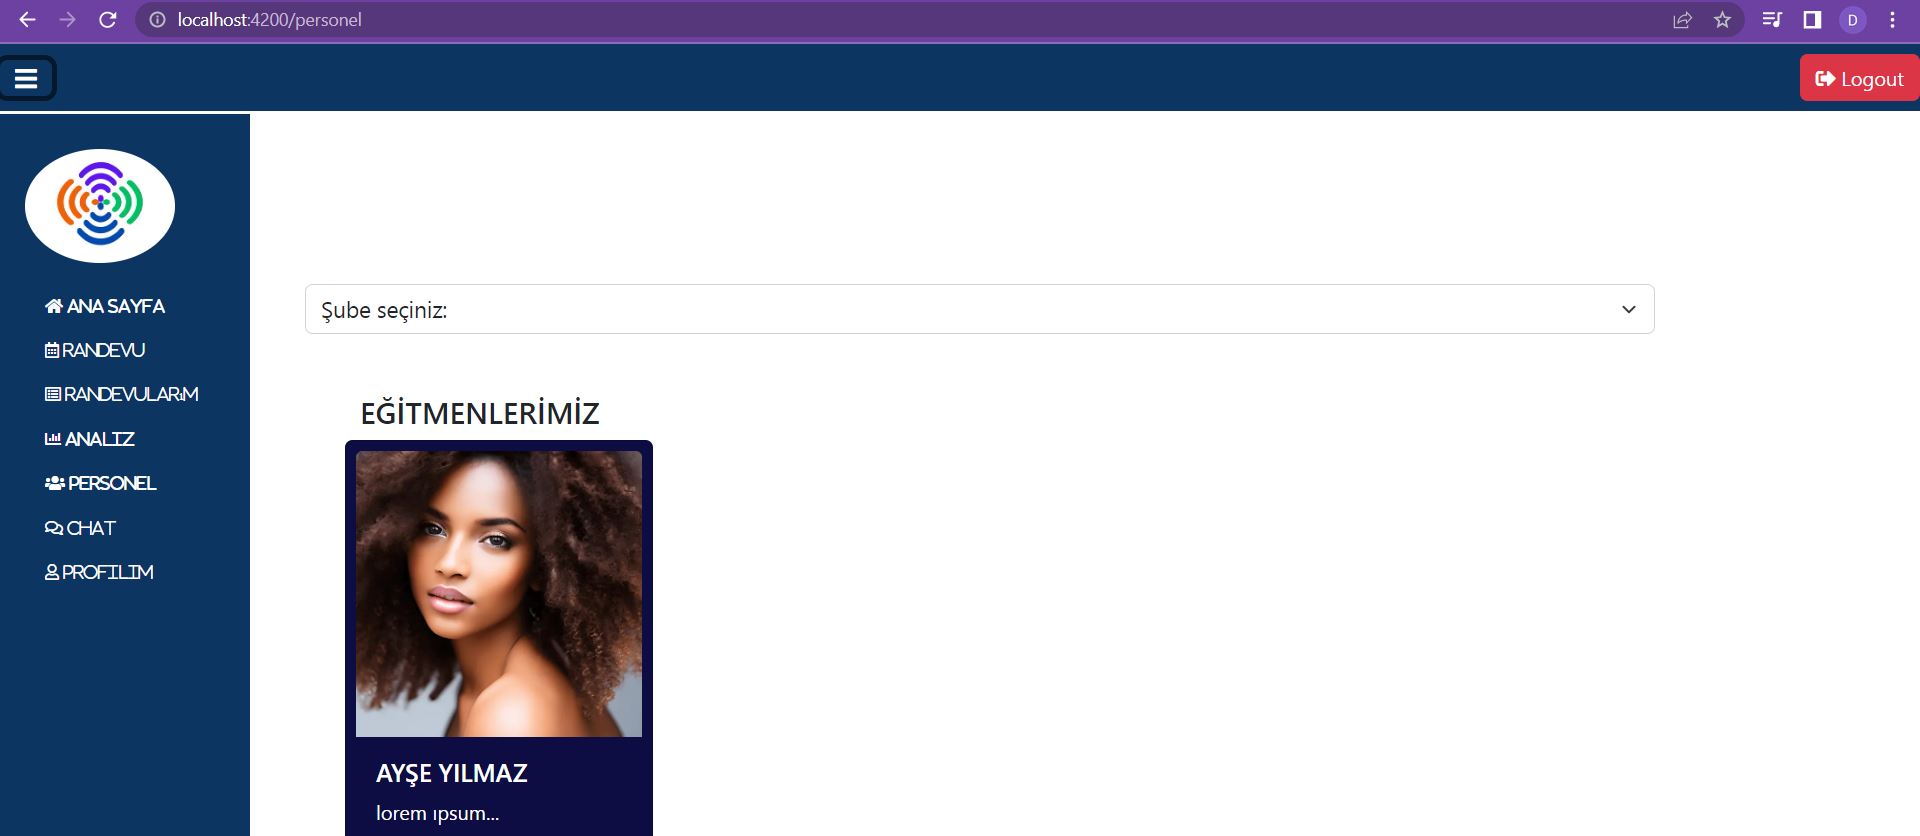 localhost:4200/personel
D
Logout
ANA SAYFA
RANDEVU
RANDEVULARıM
ANALIZ
PERSONEL
CHAT
PROFILIM
Şube seçiniz:
EĞİTMENLERİMİZ
AYŞE YILMAZ
lorem ıpsum...